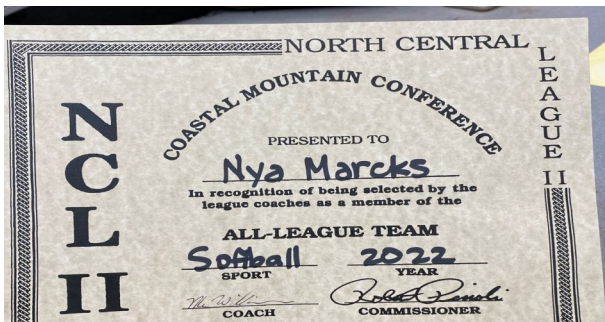 NORTH CENTRAL LEAGUE II
NCL II
COASTAL MOUNTAIN CONFERENCE
PRESENTED TO
Nya Marcks
In recognition of being selected by the
league coaches as a member of the
ALL-LEAGUE TEAM
Softball 2022
SPORT YEAR
COACH COMMISSIONER